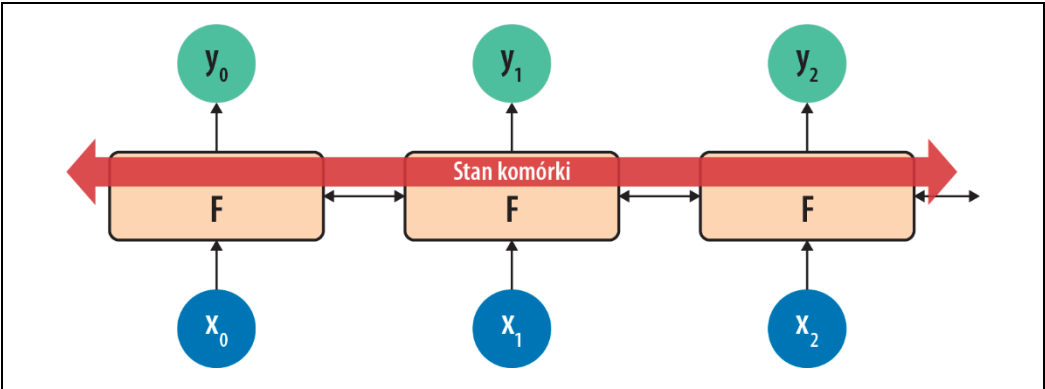 y₀ y₁ y₂
Stan komórki
F F F
x₀ x₁ x₂